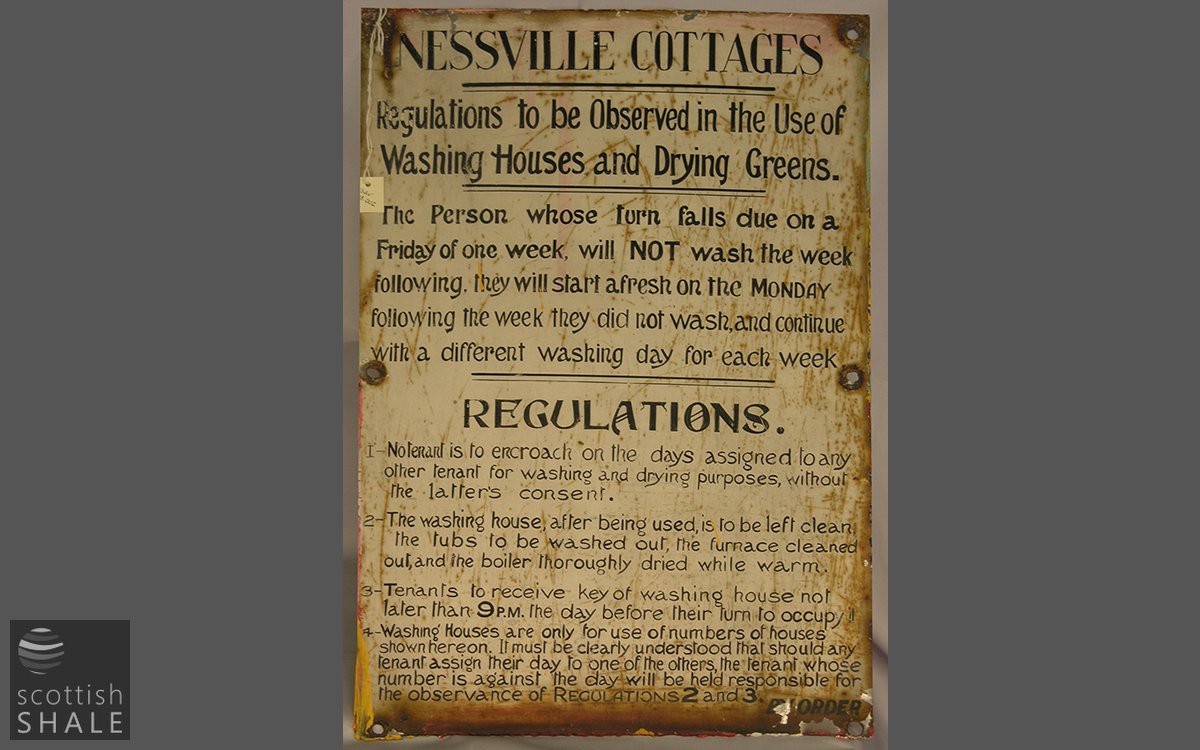 NESSVILLE COTTAGES
Regulations to be Observed in the Use of
Washing Houses and Drying Greens.
The Person whose turn falls due on a
Friday of one week, will NOT wash the week
following, they will start afresh on the MONDAY
following the week they did not wash, and continue
with a different washing day for each week
REGULATIONS.
1-No tenant is to encroach on the days assigned to any
other tenant for washing and drying purposes, without
the latter's consent.
2-The washing house, after being used, is to be left clean,
the tubs to be washed out, the furnace cleaned
out, and the boiler thoroughly dried while warm.
3-Tenants to receive key of washing house not
later than 9 P.M. the day before their turn to occupy it
4-Washing Houses are only for use of numbers of houses
shown hereon. It must be clearly understood that should any
tenant assign their day to one of the others, the tenant whose
number is against the day will be held responsible for
the observance of REGULATIONS 2 and 3.
BY ORDER
scottish
SHALE